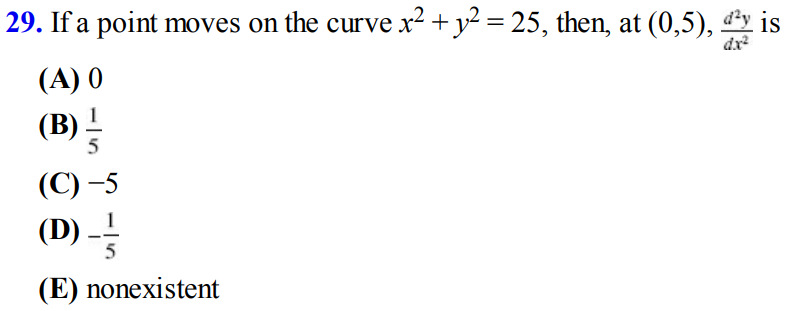 29. If a point moves on the curve x² + y² = 25, then, at (0,5), d²y/dx² is
(A) 0
(B) 1/5
(C) −5
(D) −1/5
(E) nonexistent